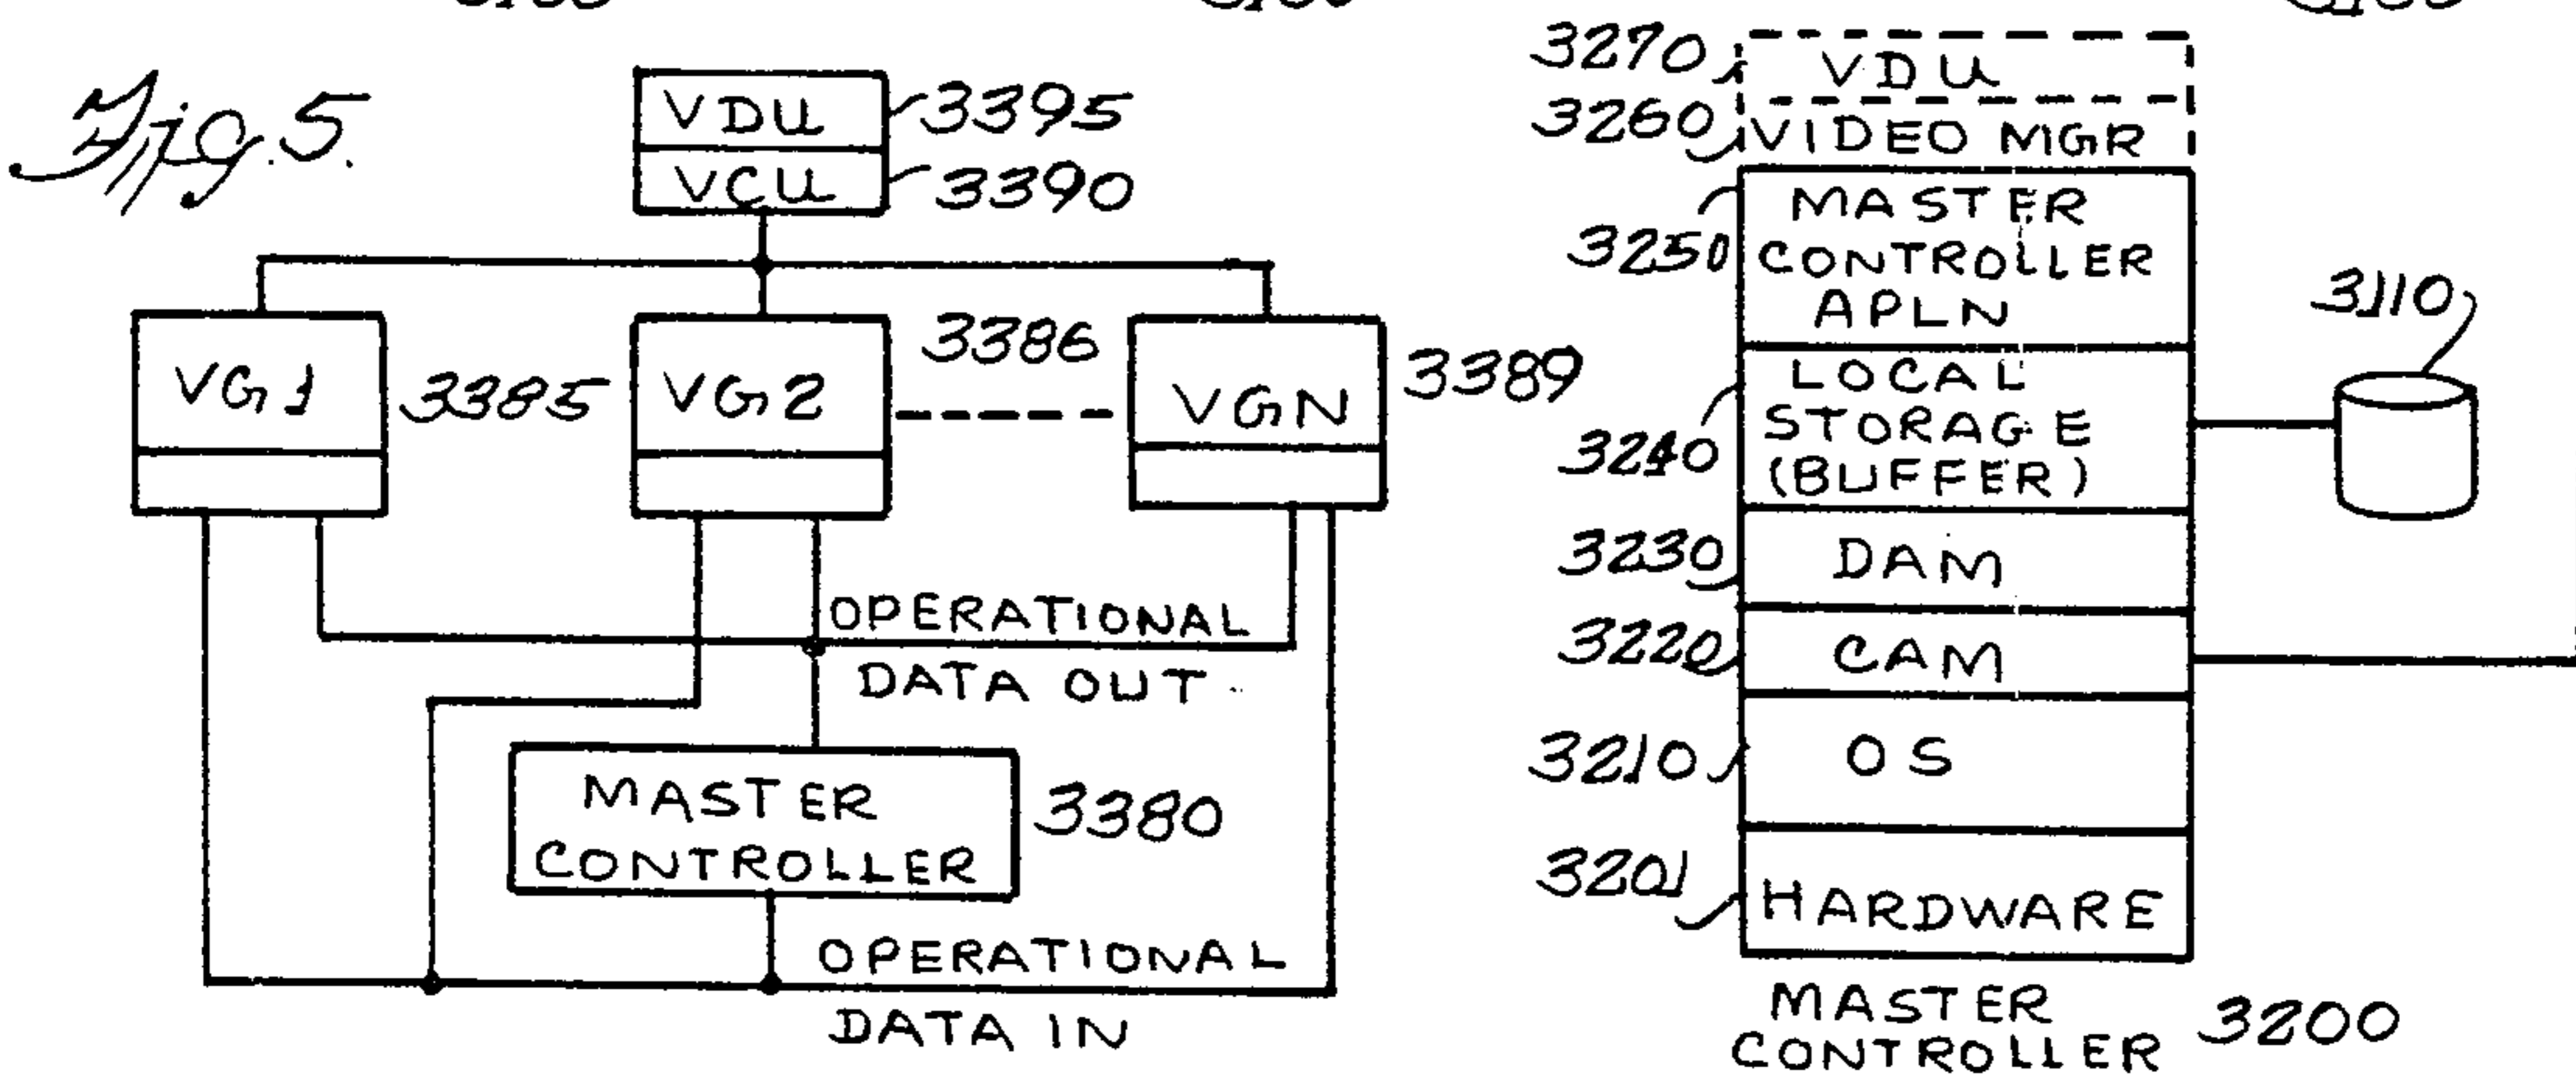 Fig. 5.
VDU 3395
VCU 3390
VG1 3385
VG2 3386
VGN 3389
OPERATIONAL
DATA OUT
MASTER
CONTROLLER
3380
OPERATIONAL
DATA IN
3270 VDU
3260 VIDEO MGR
3250
MASTER
CONTROLLER
APLN
3240
LOCAL
STORAGE
(BUFFER)
3110
3230 DAM
3220 CAM
3210 OS
3201 HARDWARE
MASTER
CONTROLLER
3200